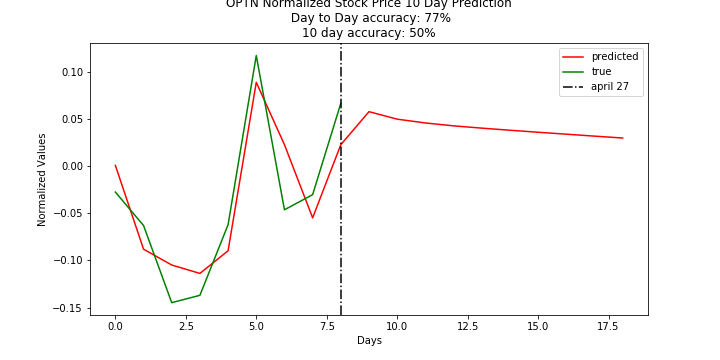 OPTN Normalized Stock Price 10 Day Prediction
Day to Day accuracy: 77%
10 day accuracy: 50%
predicted
true
april 27
Normalized Values
0.10
0.05
0.00
−0.05
−0.10
−0.15
0.0 2.5 5.0 7.5 10.0 12.5 15.0 17.5
Days